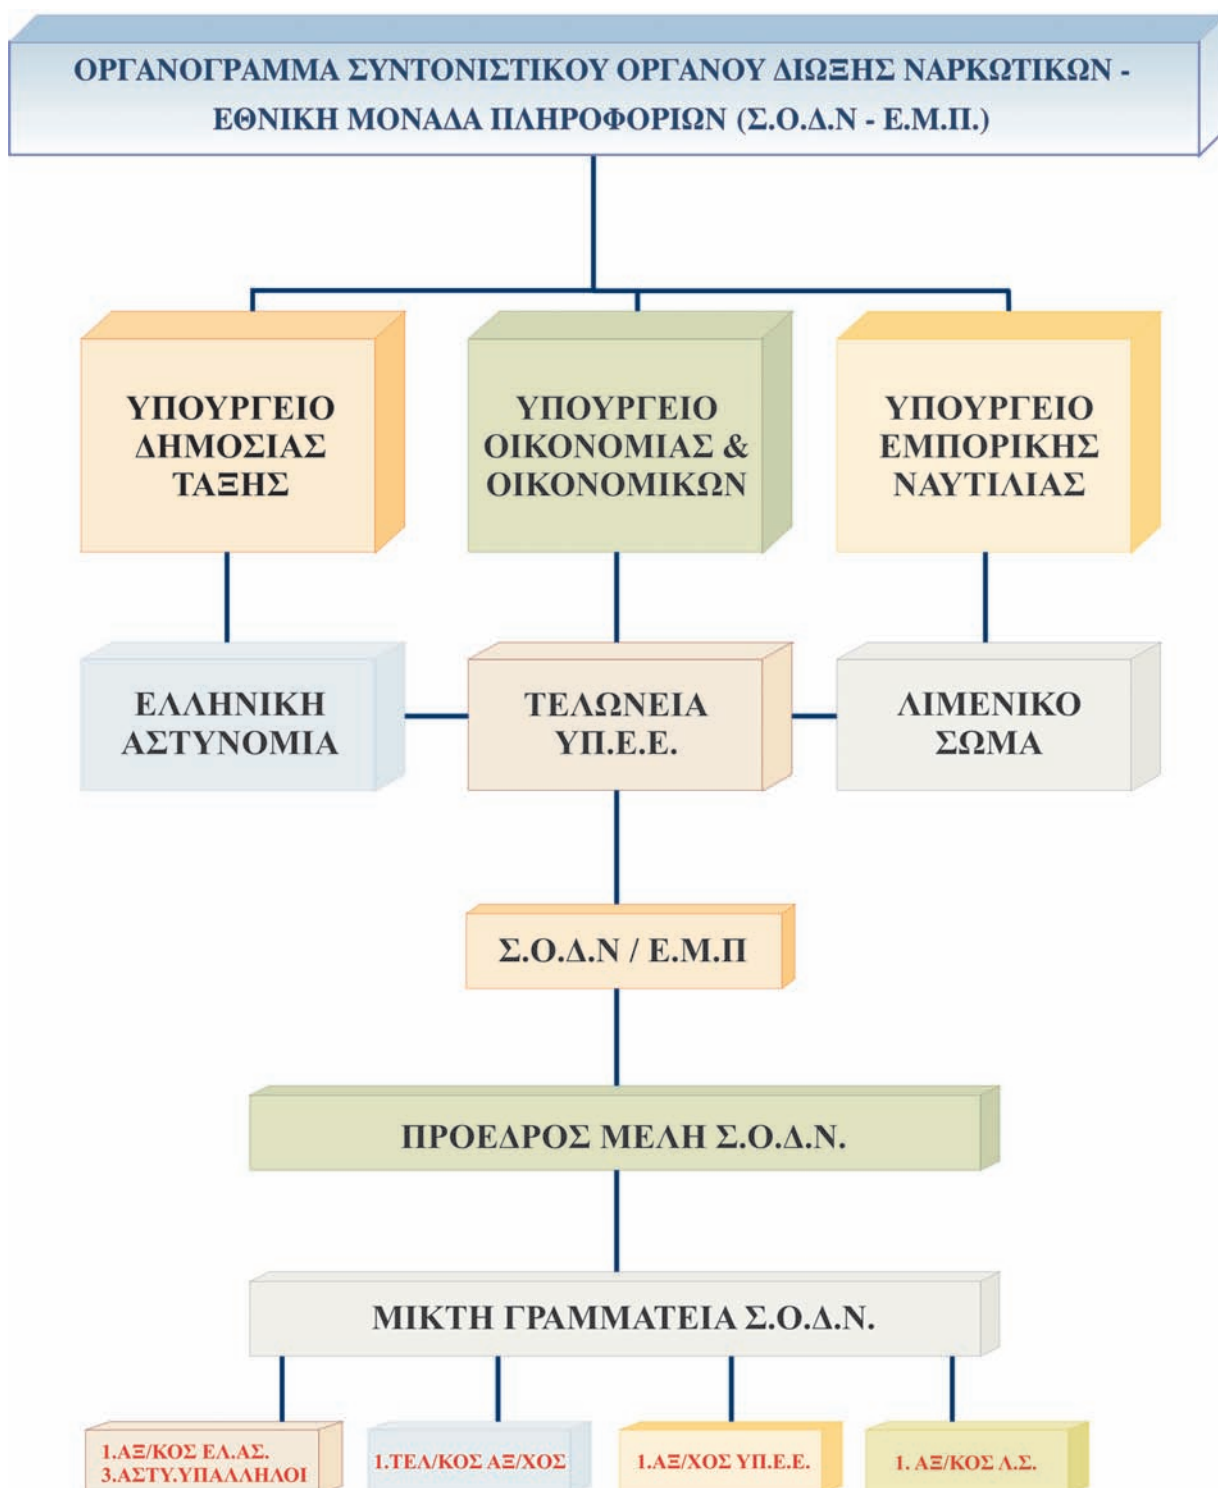 ΟΡΓΑΝΟΓΡΑΜΜΑ ΣΥΝΤΟΝΙΣΤΙΚΟΥ ΟΡΓΑΝΟΥ ΔΙΩΞΗΣ ΝΑΡΚΩΤΙΚΩΝ -
ΕΘΝΙΚΗ ΜΟΝΑΔΑ ΠΛΗΡΟΦΟΡΙΩΝ (Σ.Ο.Δ.Ν - Ε.Μ.Π.)
ΥΠΟΥΡΓΕΙΟ
ΔΗΜΟΣΙΑΣ
ΤΑΞΗΣ
ΥΠΟΥΡΓΕΙΟ
ΟΙΚΟΝΟΜΙΑΣ &
ΟΙΚΟΝΟΜΙΚΩΝ
ΥΠΟΥΡΓΕΙΟ
ΕΜΠΟΡΙΚΗΣ
ΝΑΥΤΙΛΙΑΣ
ΕΛΛΗΝΙΚΗ
ΑΣΤΥΝΟΜΙΑ
ΤΕΛΩΝΕΙΑ
ΥΠ.Ε.Ε.
ΛΙΜΕΝΙΚΟ
ΣΩΜΑ
Σ.Ο.Δ.Ν / Ε.Μ.Π
ΠΡΟΕΔΡΟΣ ΜΕΛΗ Σ.Ο.Δ.Ν.
ΜΙΚΤΗ ΓΡΑΜΜΑΤΕΙΑ Σ.Ο.Δ.Ν.
1.ΑΞ/ΚΟΣ ΕΛ.ΑΣ.
3.ΑΣΤΥ.ΥΠΑΛΛΗΛΟΙ
1.ΤΕΛ/ΚΟΣ ΑΞ/ΧΟΣ
1.ΑΞ/ΧΟΣ ΥΠ.Ε.Ε.
1. ΑΞ/ΚΟΣ Λ.Σ.